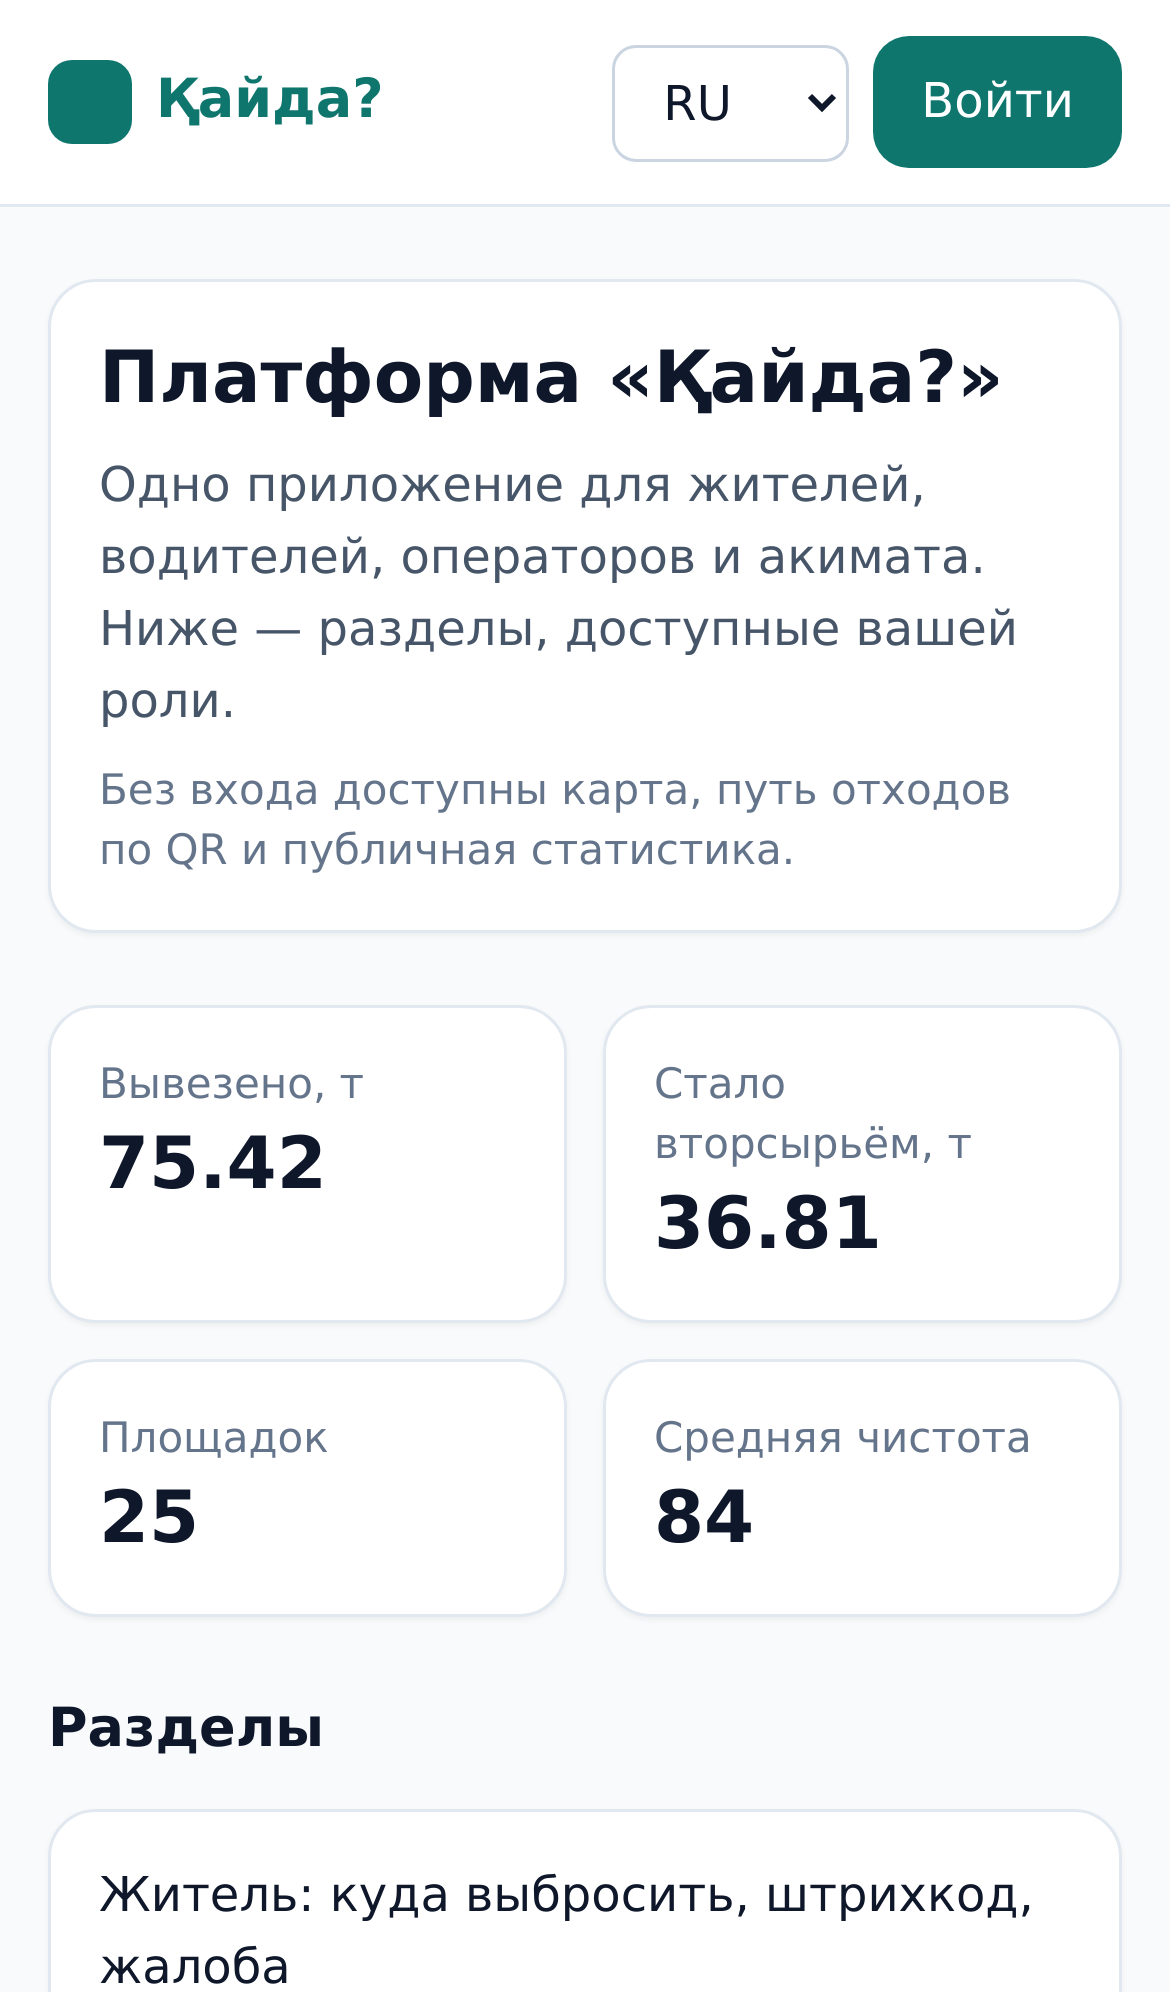 Қайда?
RU
Войти
Платформа «Қайда?»
Одно приложение для жителей,
водителей, операторов и акимата.
Ниже — разделы, доступные вашей
роли.
Без входа доступны карта, путь отходов
по QR и публичная статистика.
Вывезено, т
75.42
Стало
вторсырьём, т
36.81
Площадок
25
Средняя чистота
84
Разделы
Житель: куда выбросить, штрихкод,
жалоба